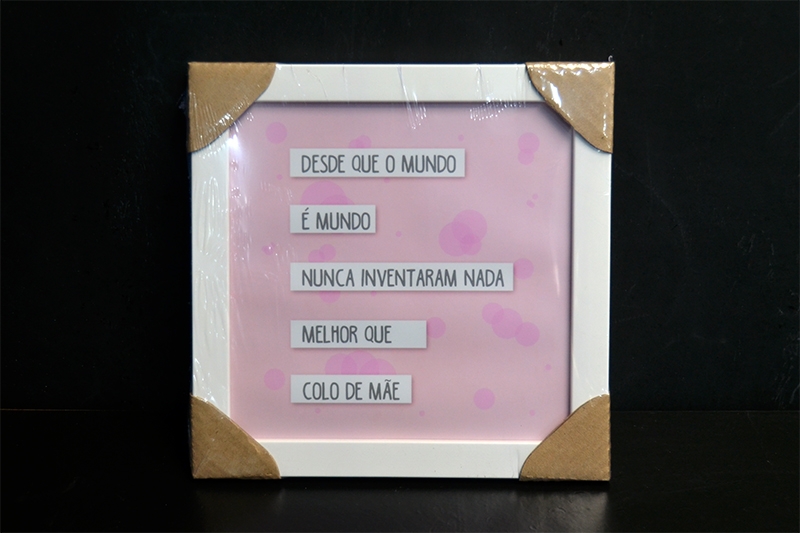 DESDE QUE O MUNDO
É MUNDO
NUNCA INVENTARAM NADA
MELHOR QUE
COLO DE MÃE